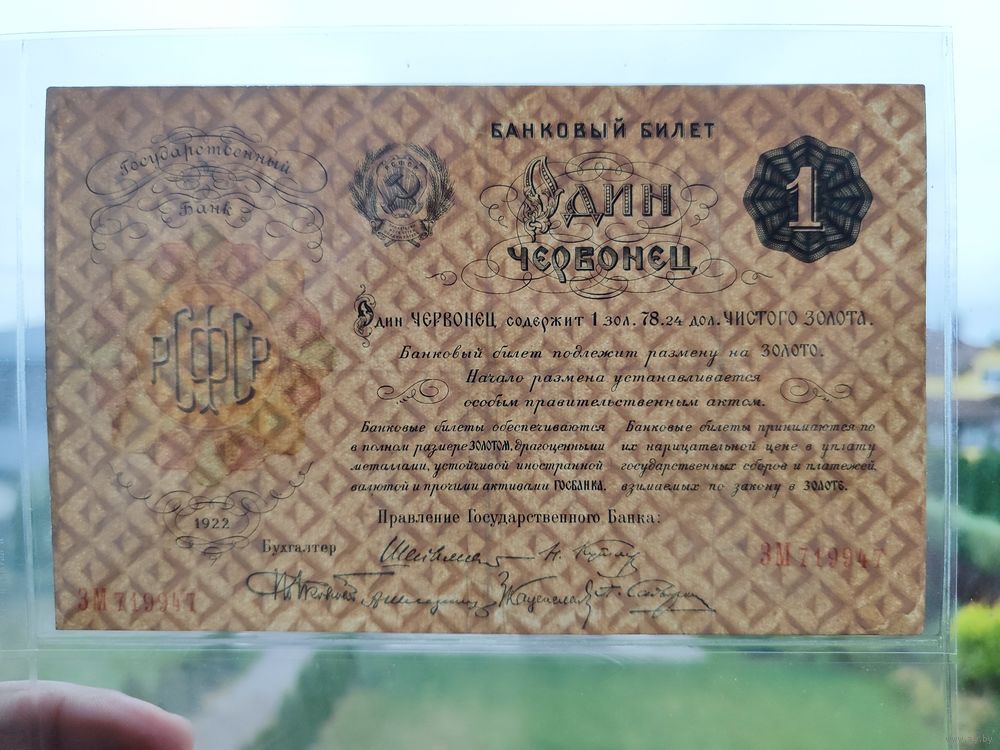 БАНКОВЫЙ БИЛЕТ
Государственный
Банк
РСФСР
1
Один
ЧЕРВОНЕЦ
Один ЧЕРВОНЕЦ содержит 1 зол. 78.24 дол. ЧИСТОГО ЗОЛОТА.
Банковый билет подлежит размену на ЗОЛОТО.
Начало размена устанавливается
особым правительственным актом.
РСФСР
Банковые билеты обеспечиваются
в полном размере ЗОЛОТОМ, драгоценными
металлами, устойчивой иностранной
валютой и прочими активами ГОСБАНКА.
Банковые билеты принимаются по
их нарицательной цене в уплату
государственных сборов и платежей,
взимаемых по закону в ЗОЛОТЕ.
1922
Правление Государственного Банка:
Бухгалтер
ЗМ 719947
ЗМ 719947